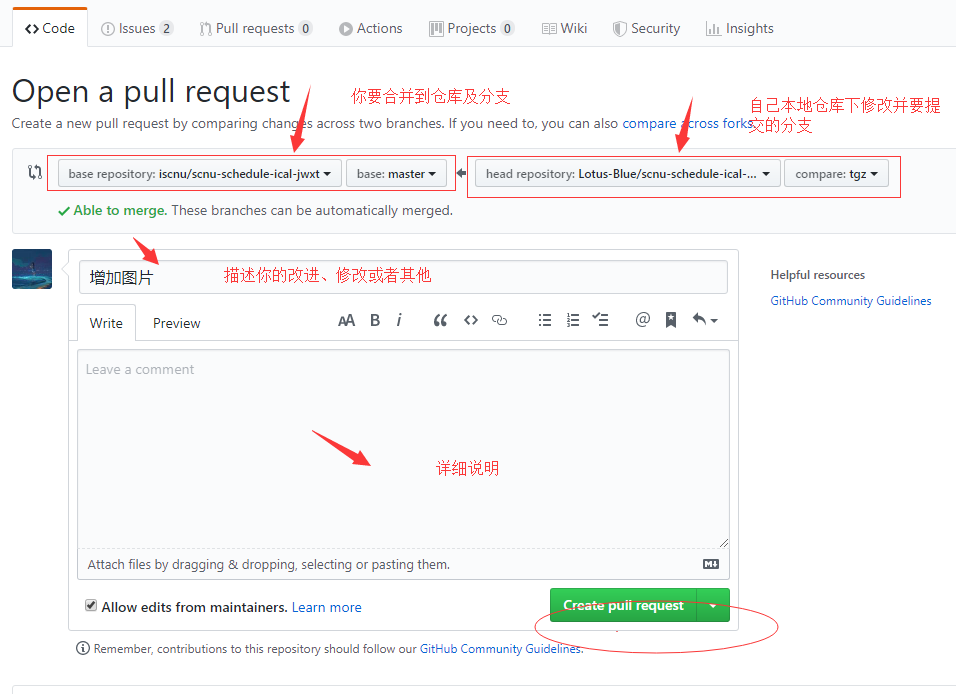 Code Issues 2 Pull requests 0 Actions Projects 0 Wiki Security Insights
Open a pull request
你要合并到仓库及分支
自己本地仓库下修改并要提
交的分支
Create a new pull request by comparing changes across two branches. If you need to, you can also compare across forks.
base repository: iscnu/scnu-schedule-ical-jwxt base: master head repository: Lotus-Blue/scnu-schedule-ical-... compare: tgz
Able to merge. These branches can be automatically merged.
增加图片
描述你的改进、修改或者其他
Helpful resources
GitHub Community Guidelines
Write Preview AA B i @
Leave a comment
详细说明
Attach files by dragging & dropping, selecting or pasting them.
Allow edits from maintainers. Learn more
Create pull request
Remember, contributions to this repository should follow our GitHub Community Guidelines.